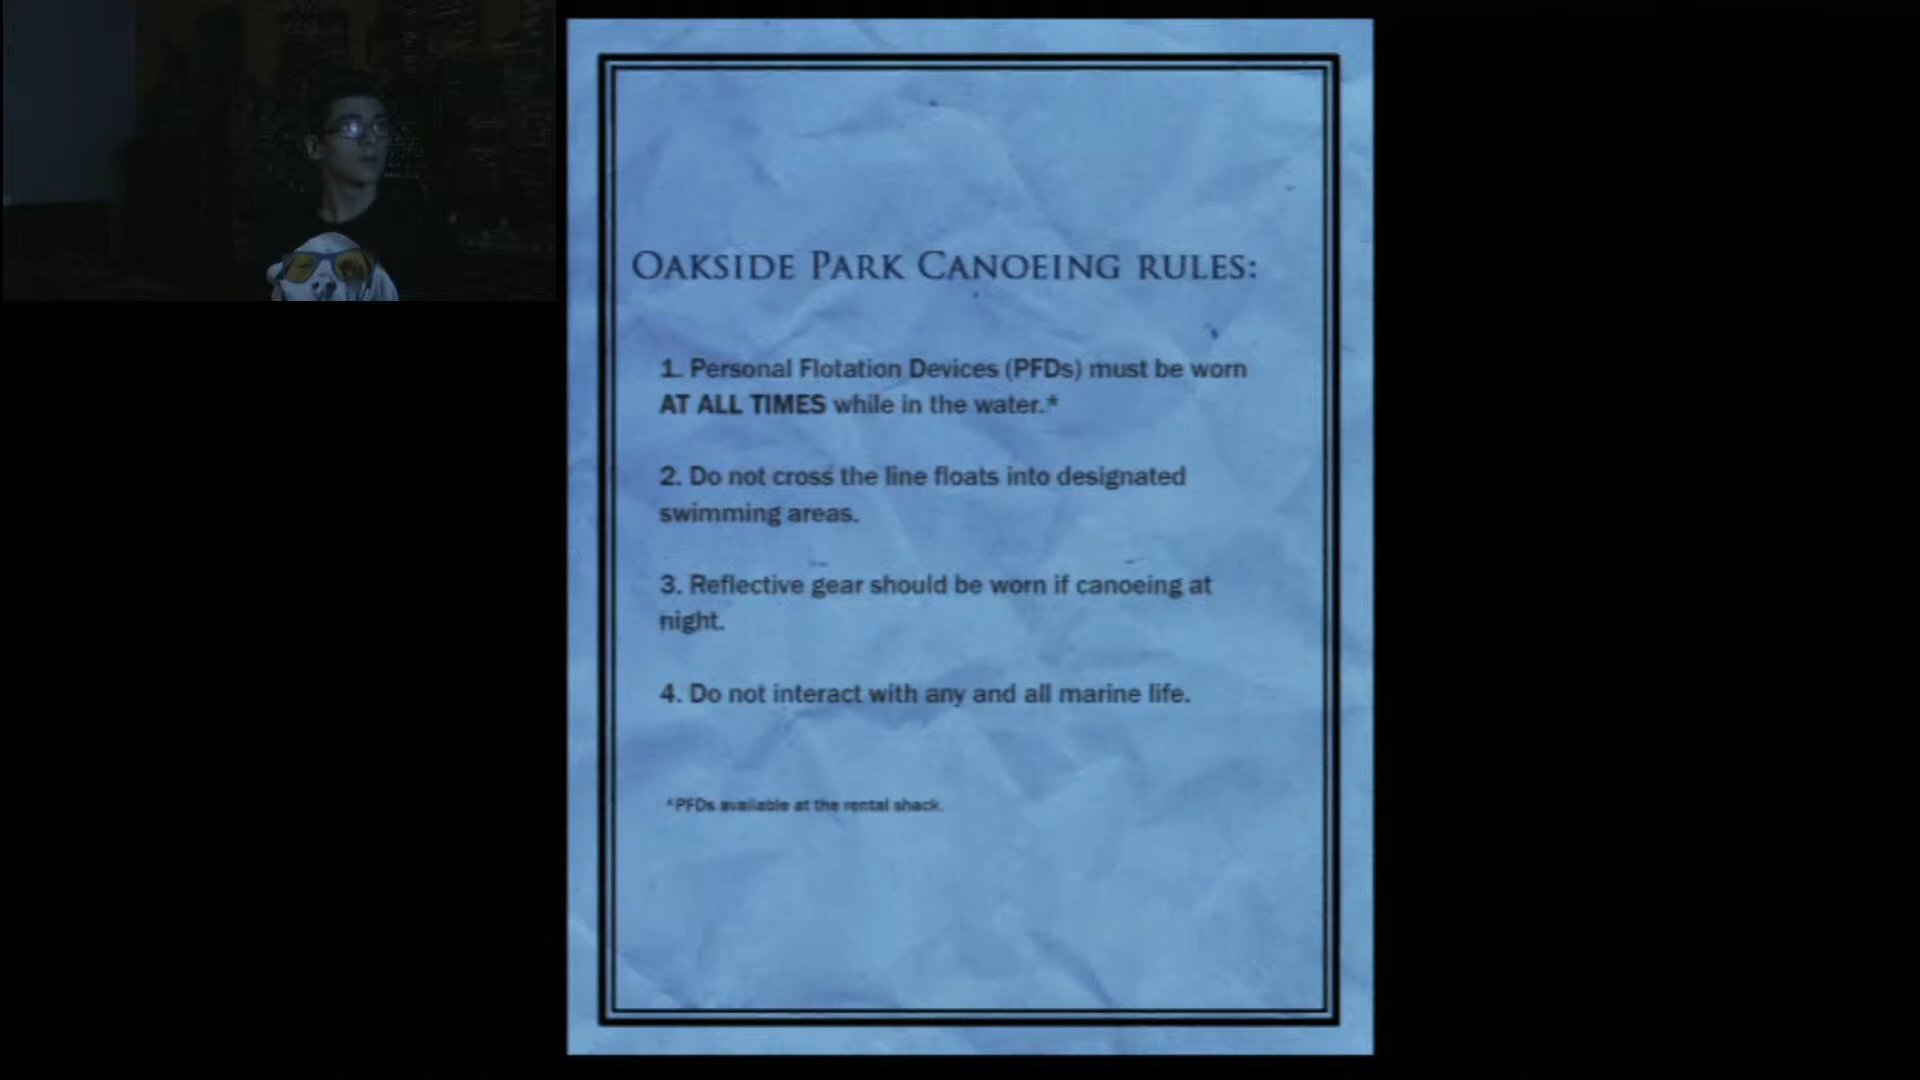 OAKSIDE PARK CANOEING RULES:
1. Personal Flotation Devices (PFDs) must be worn
AT ALL TIMES while in the water.*
2. Do not cross the line floats into designated
swimming areas.
3. Reflective gear should be worn if canoeing at
night.
4. Do not interact with any and all marine life.
*PFDs available at the rental shack.